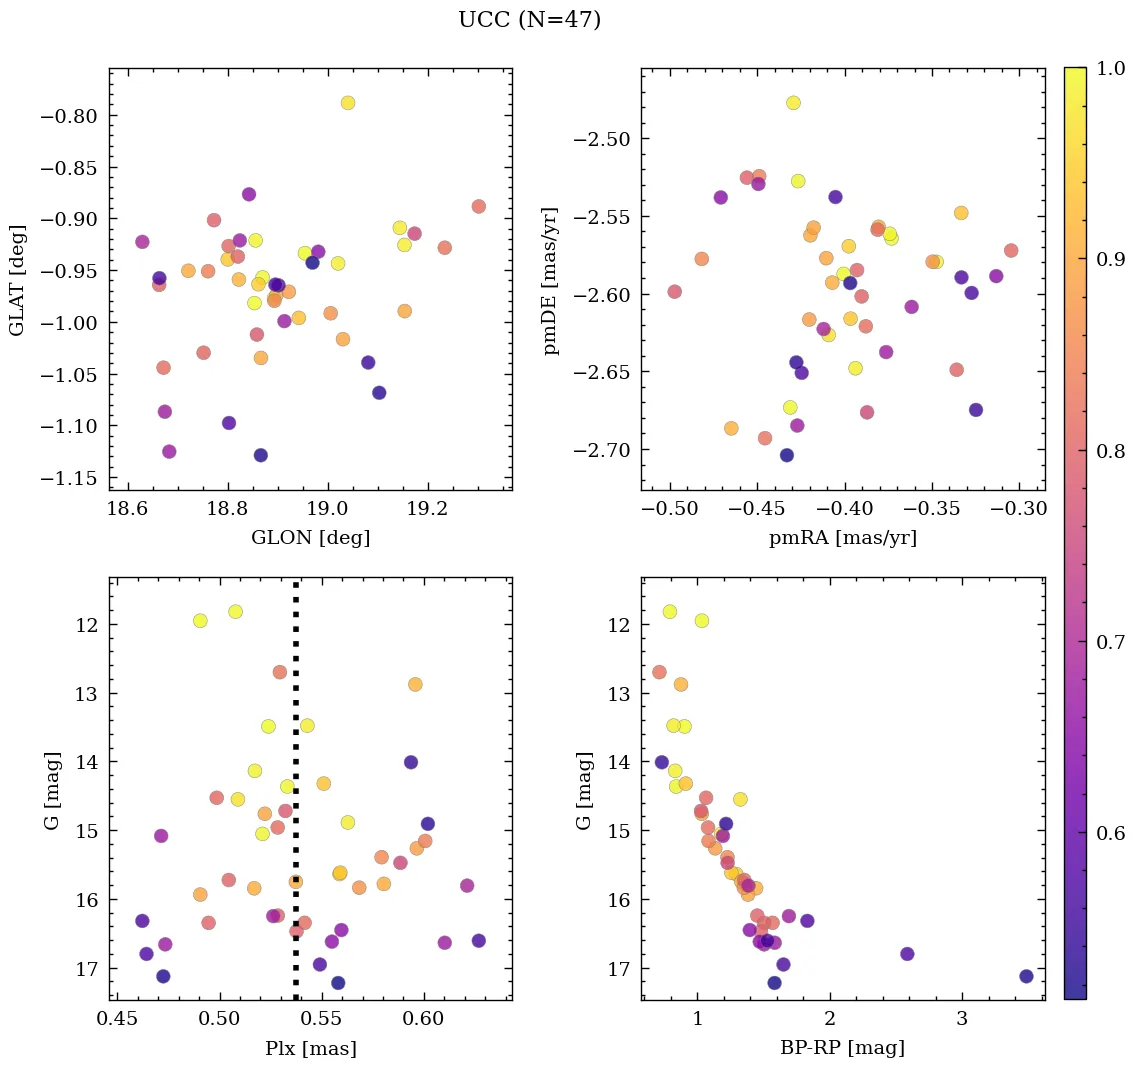 UCC (N=47)
−0.80
−0.85
−0.90
−0.95
−1.00
−1.05
−1.10
−1.15
GLAT [deg]
18.6 18.8 19.0 19.2
GLON [deg]
−2.50
−2.55
−2.60
−2.65
−2.70
pmDE [mas/yr]
−0.50 −0.45 −0.40 −0.35 −0.30
pmRA [mas/yr]
12
13
14
15
16
17
G [mag]
0.45 0.50 0.55 0.60
Plx [mas]
12
13
14
15
16
17
G [mag]
1 2 3
BP-RP [mag]
1.0
0.9
0.8
0.7
0.6